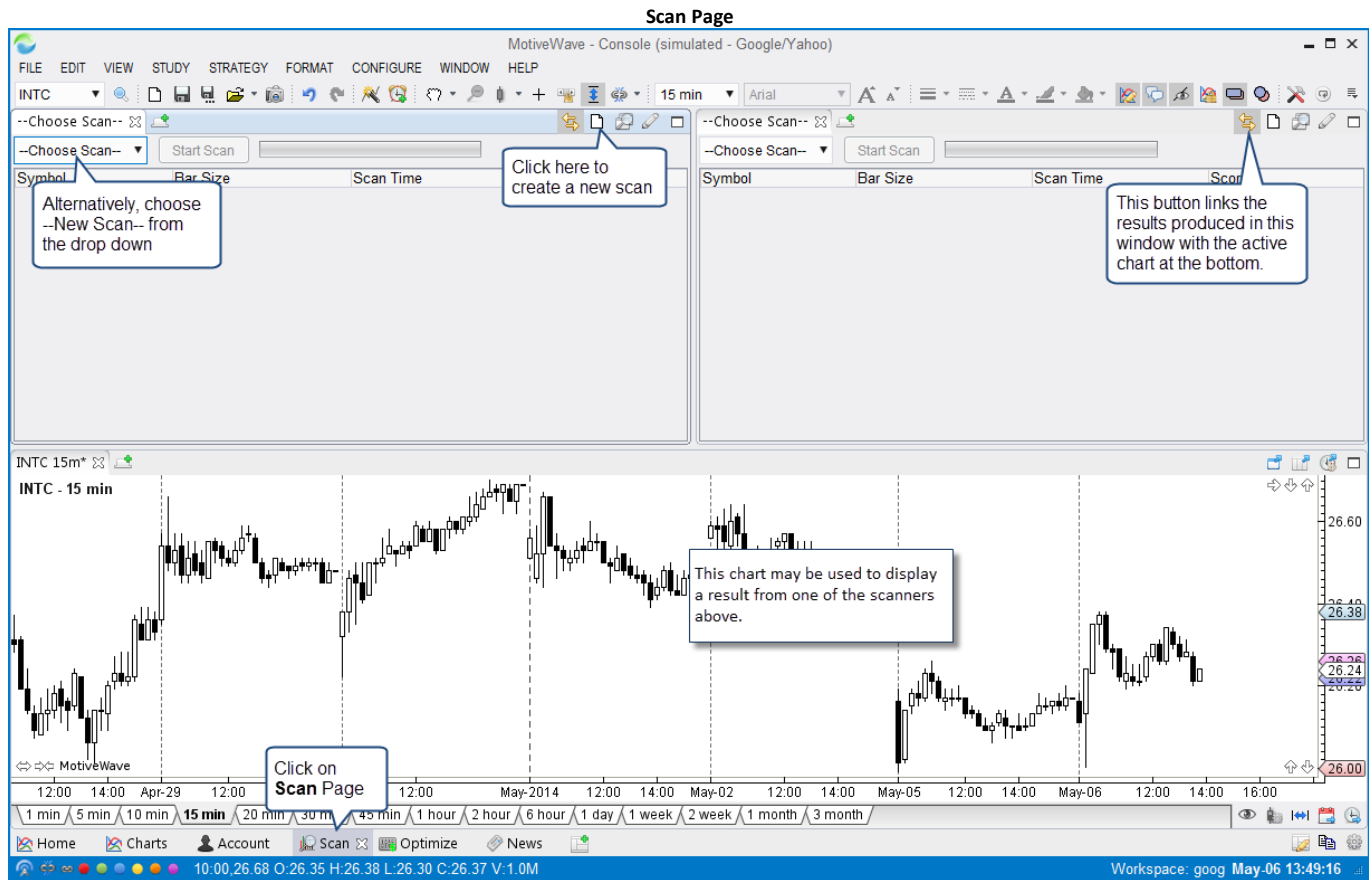 Scan Page
MotiveWave - Console (simulated - Google/Yahoo)
FILE EDIT VIEW STUDY STRATEGY FORMAT CONFIGURE WINDOW HELP
INTC 15 min Arial
--Choose Scan--
--Choose Scan-- Start Scan
Symbol Bar Size Scan Time
Click here to
create a new scan
Alternatively, choose
--New Scan-- from
the drop down
--Choose Scan--
--Choose Scan-- Start Scan
Symbol Bar Size Scan Time
This button links the
results produced in this
window with the active
chart at the bottom.
INTC 15m*
INTC - 15 min
26.60
26.38
26.26
26.24
26.22
26.20
26.00
This chart may be used to display
a result from one of the scanners
above.
MotiveWave
Click on
Scan Page
12:00 14:00 Apr-29 12:00 12:00 May-2014 12:00 14:00 May-02 12:00 14:00 May-05 12:00 14:00 May-06 12:00 14:00 16:00
1 min 5 min 10 min 15 min 20 min 30 m 45 min 1 hour 2 hour 6 hour 1 day 1 week 2 week 1 month 3 month
Home Charts Account Scan Optimize News
10:00,26.68 O:26.35 H:26.38 L:26.30 C:26.37 V:1.0M Workspace: goog May-06 13:49:16